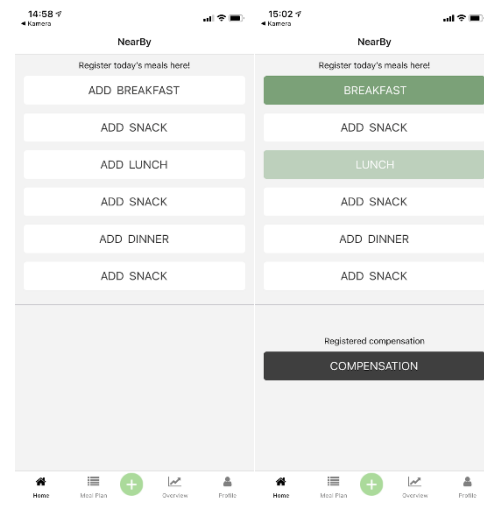 14:58
Kamera
NearBy
Register today's meals here!
ADD BREAKFAST
ADD SNACK
ADD LUNCH
ADD SNACK
ADD DINNER
ADD SNACK
Home
Meal Plan
Overview
Profile
15:02
Kamera
NearBy
Register today's meals here!
BREAKFAST
ADD SNACK
LUNCH
ADD SNACK
ADD DINNER
ADD SNACK
Registered compensation
COMPENSATION
Home
Meal Plan
Overview
Profile